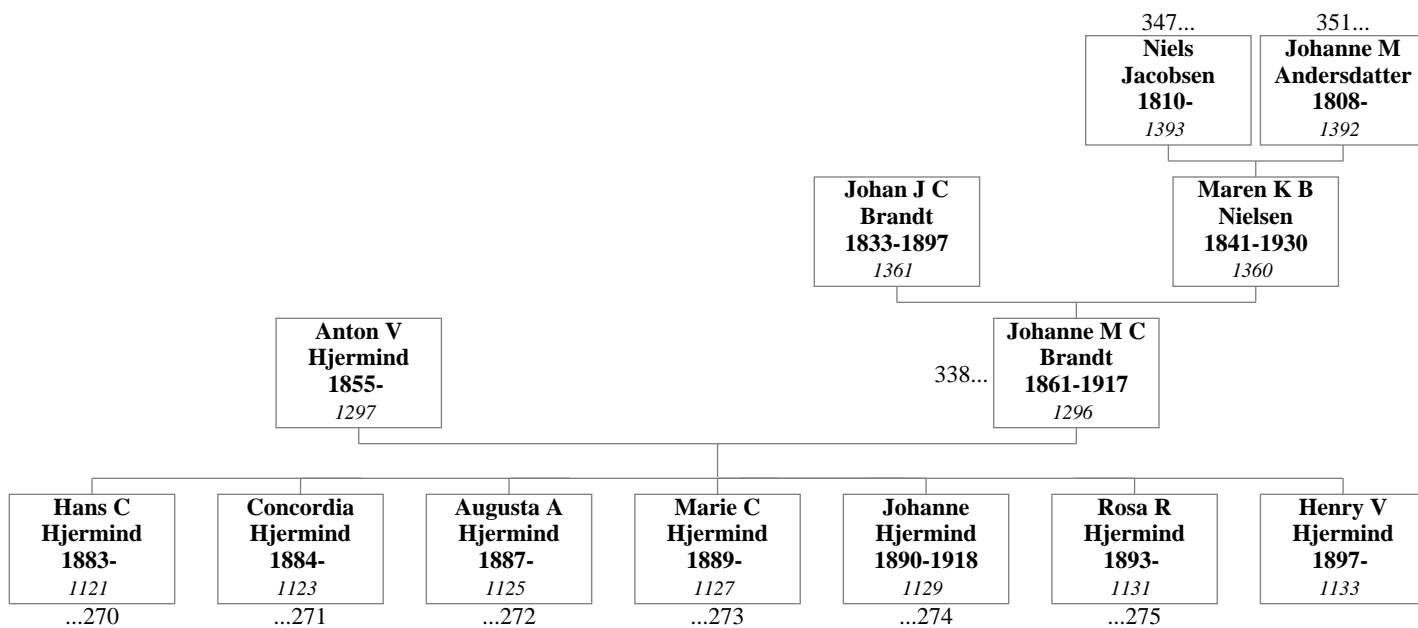 347...
351...
Niels
Jacobsen
1810-
1393
Johanne M
Andersdatter
1808-
1392
Johan J C
Brandt
1833-1897
1361
Maren K B
Nielsen
1841-1930
1360
Anton V
Hjermind
1855-
1297
338...
Johanne M C
Brandt
1861-1917
1296
Hans C
Hjermind
1883-
1121
...270
Concordia
Hjermind
1884-
1123
...271
Augusta A
Hjermind
1887-
1125
...272
Marie C
Hjermind
1889-
1127
...273
Johanne
Hjermind
1890-1918
1129
...274
Rosa R
Hjermind
1893-
1131
...275
Henry V
Hjermind
1897-
1133